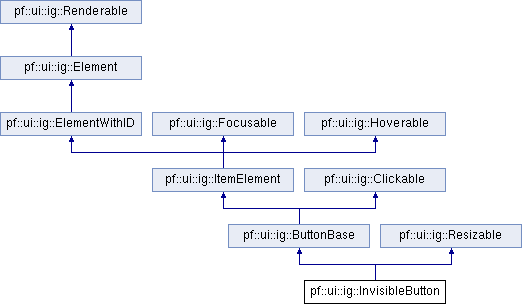 pf::ui::ig::Renderable
pf::ui::ig::Element
pf::ui::ig::ElementWithID
pf::ui::ig::Focusable
pf::ui::ig::Hoverable
pf::ui::ig::ItemElement
pf::ui::ig::Clickable
pf::ui::ig::ButtonBase
pf::ui::ig::Resizable
pf::ui::ig::InvisibleButton